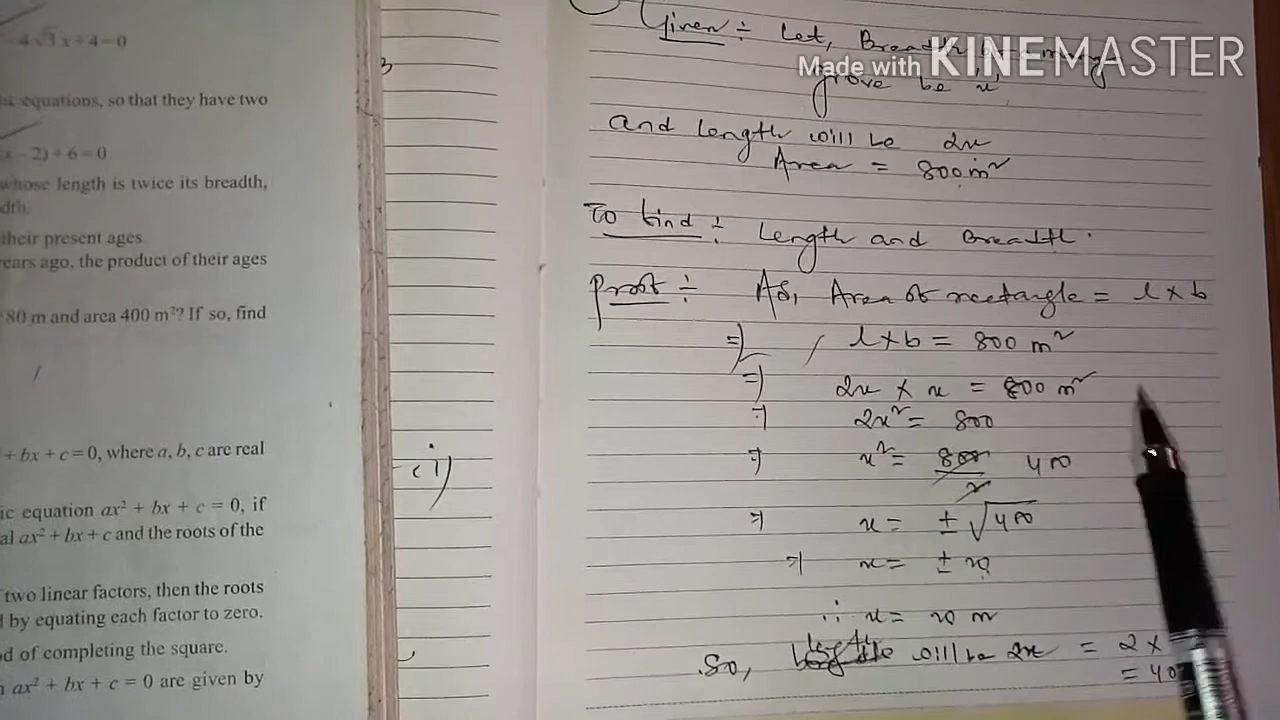 -4√3x+4=0
equations, so that they have two
x-2)+6=0
whose length is twice its breadth,
dth.
their present ages
ears ago, the product of their ages
80 m and area 400 m²? If so, find
+ bx + c = 0, where a, b, c are real
ic equation ax² + bx + c = 0, if
al ax² + bx + c and the roots of the
two linear factors, then the roots
by equating each factor to zero.
od of completing the square.
ax² + bx + c = 0 are given by
(i)
Made with KINEMASTER
Given ÷ Let, Breadth
grove be 'x'
and length will be 2x
Area = 800 m²
To find ÷ Length and Breadth.
Proof ÷ As, Area of rectangle = l × b
⇒ l × b = 800 m²
⇒ 2x × x = 800 m²
⇒ 2x² = 800
⇒ x² = 800/2 400
⇒ x = ± √400
⇒ x = ± 20
∴ x = 20 m
So, will be 2x = 2 ×
= 40